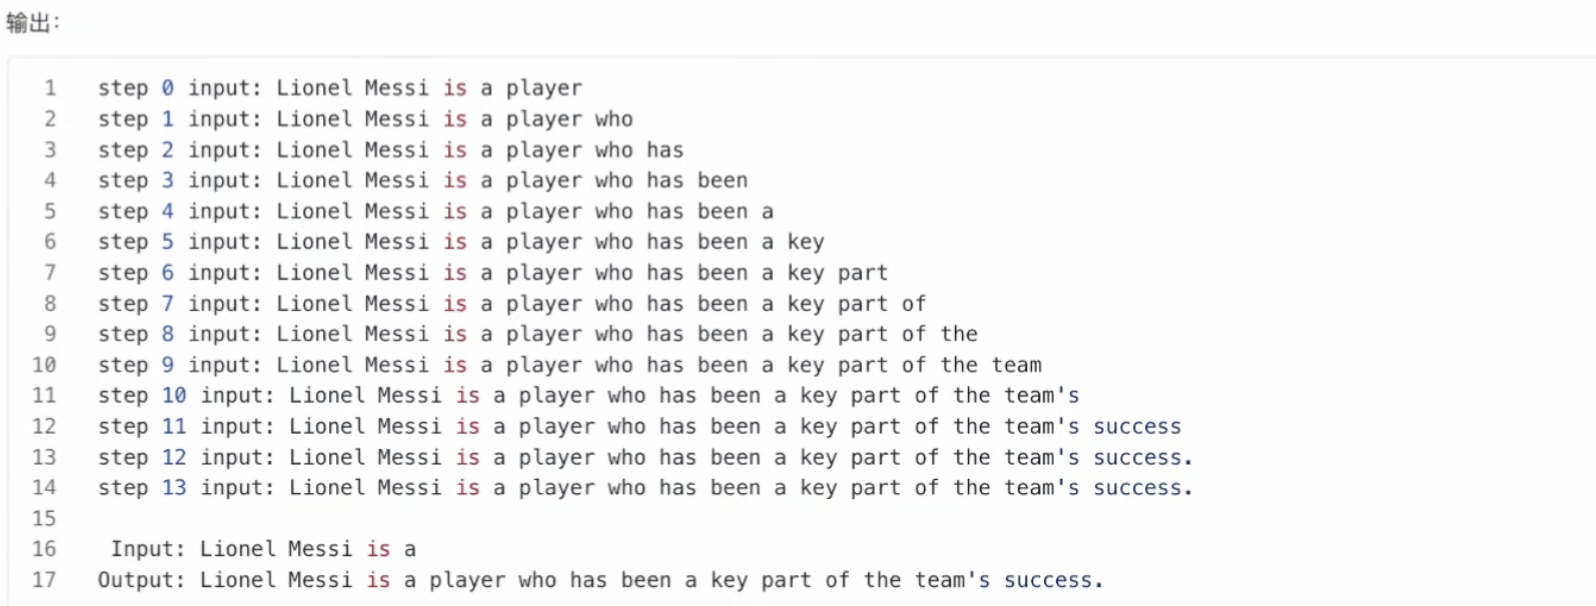 输出：
1 step 0 input: Lionel Messi is a player
2 step 1 input: Lionel Messi is a player who
3 step 2 input: Lionel Messi is a player who has
4 step 3 input: Lionel Messi is a player who has been
5 step 4 input: Lionel Messi is a player who has been a
6 step 5 input: Lionel Messi is a player who has been a key
7 step 6 input: Lionel Messi is a player who has been a key part
8 step 7 input: Lionel Messi is a player who has been a key part of
9 step 8 input: Lionel Messi is a player who has been a key part of the
10 step 9 input: Lionel Messi is a player who has been a key part of the team
11 step 10 input: Lionel Messi is a player who has been a key part of the team's
12 step 11 input: Lionel Messi is a player who has been a key part of the team's success
13 step 12 input: Lionel Messi is a player who has been a key part of the team's success.
14 step 13 input: Lionel Messi is a player who has been a key part of the team's success.
15
16 Input: Lionel Messi is a
17 Output: Lionel Messi is a player who has been a key part of the team's success.